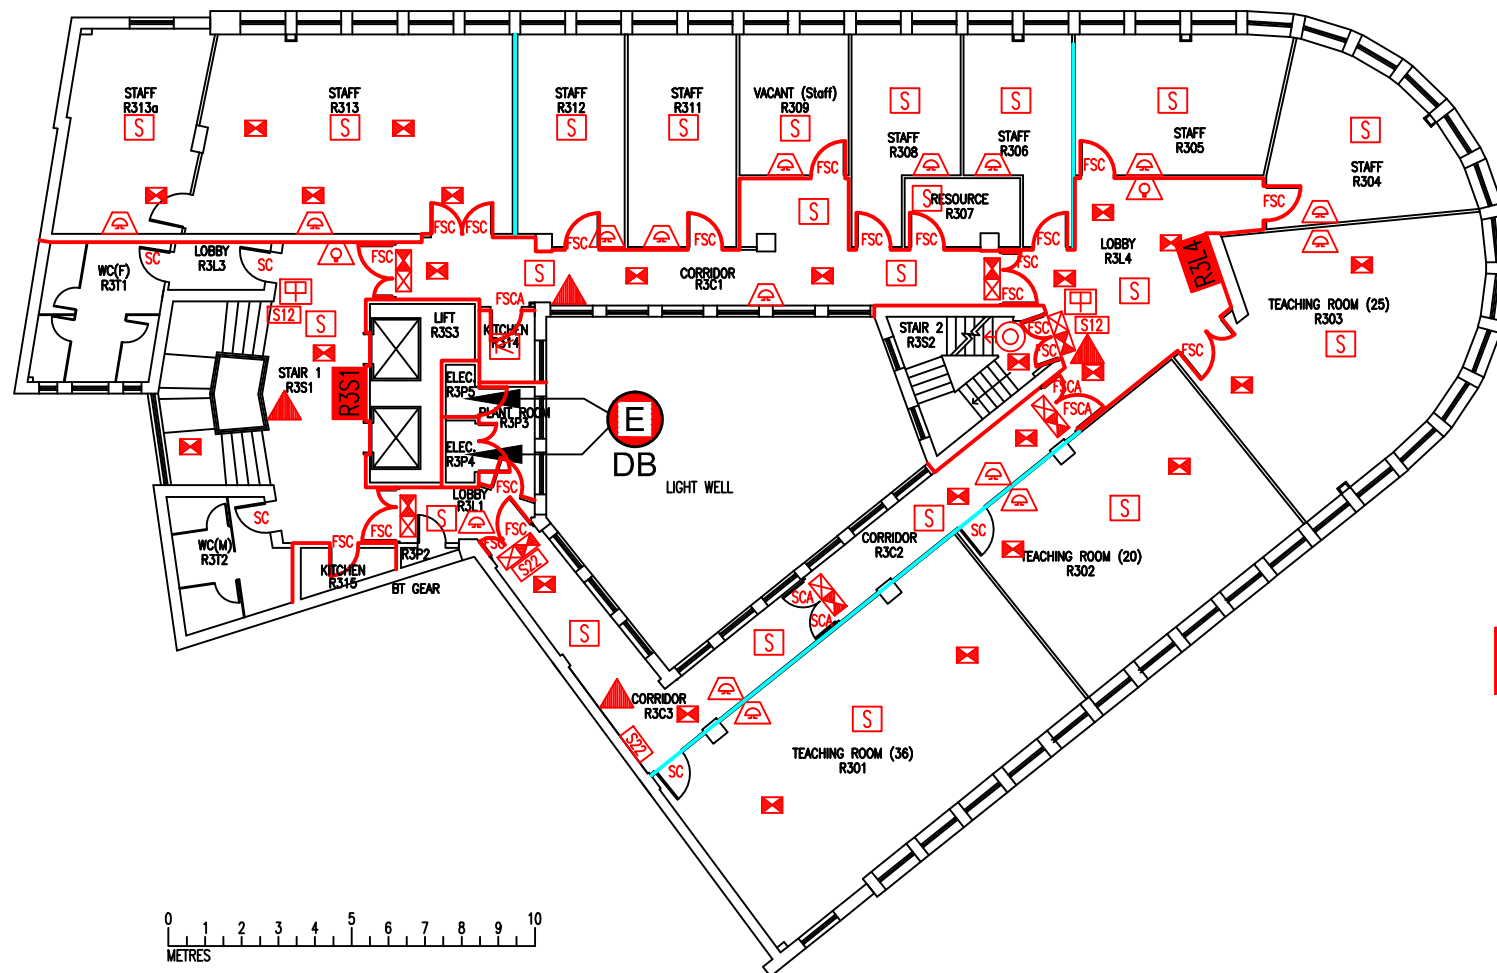 STAFF
R313a
S
STAFF
R313
S
STAFF
R312
S
STAFF
R311
S
VACANT (Staff)
R309
S
STAFF
R308
S
STAFF
R306
S
STAFF
R305
S
STAFF
R304
S
RESOURCE
R307
S
FSC
FSC
FSC
FSC
FSC
FSC
FSC
FSC
FSC
FSC
S
WC(F)
R3T1
SC
LOBBY
R3L3
SC
FSC
S
CORRIDOR
R3C1
S
FSC
FSC
LOBBY
R3L4
S
R3L4
TEACHING ROOM (25)
R303
S
S12
S
LIFT
R3S3
FSCA
KITCHEN
R314
STAIR 2
R3S2
FSC
FSC
S12
FSC
STAIR 1
R3S1
R3S1
ELEC.
R3P5
PLANT ROOM
R3P3
ELEC.
R3P4
E
DB
FSCA
FSCA
LIGHT WELL
SC
WC(M)
R3T2
FSC
FSC
KITCHEN
R315
LOBBY
R3L1
S
R3P2
BT GEAR
FSC
FSC
FSC
S22
S
CORRIDOR
R3C2
S
SC
TEACHING ROOM (20)
R302
S
SCA
SCA
S
S
CORRIDOR
R3C3
S22
SC
TEACHING ROOM (36)
R301
0 1 2 3 4 5 6 7 8 9 10
METRES